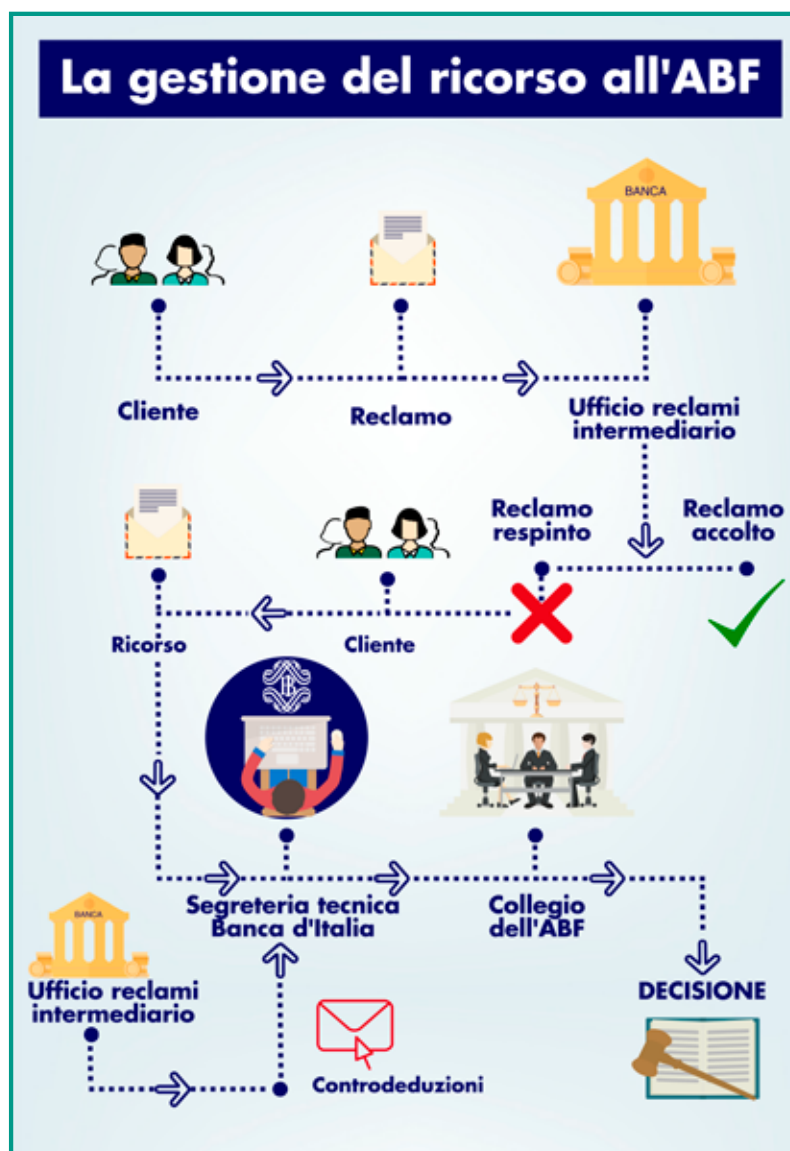 La gestione del ricorso all'ABF
BANCA
Cliente
Reclamo
Ufficio reclami
intermediario
Reclamo
respinto
Reclamo
accolto
Ricorso
Cliente
Segreteria tecnica
Banca d'Italia
Collegio
dell'ABF
BANCA
Ufficio reclami
intermediario
Controdeduzioni
DECISIONE